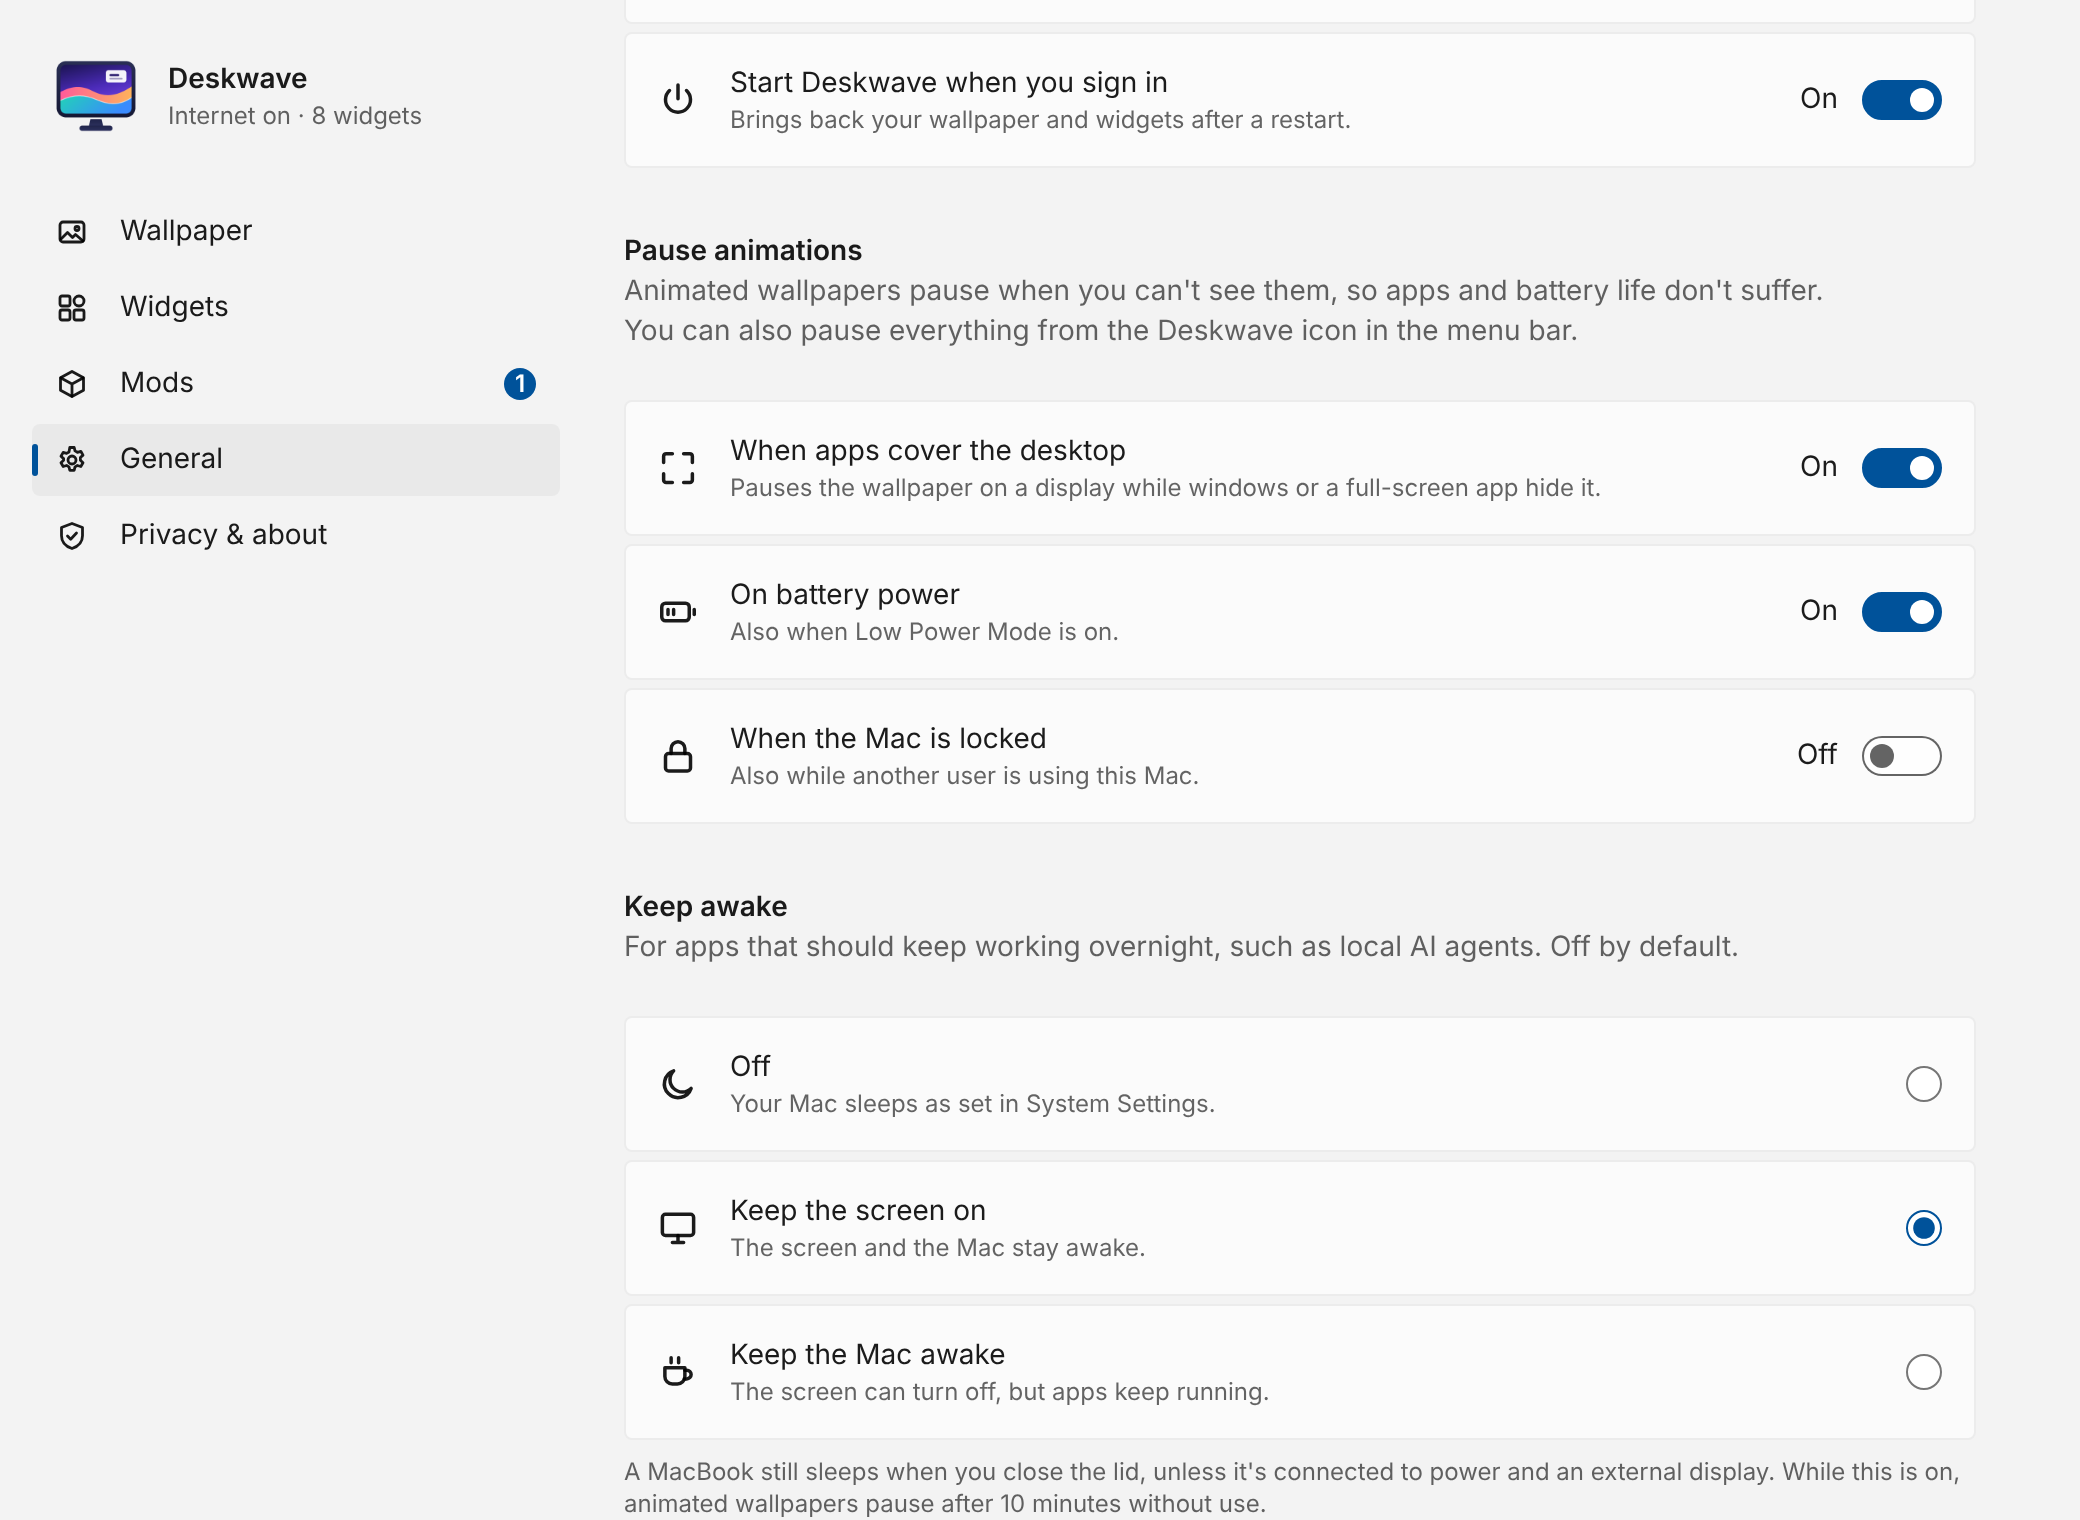 Deskwave
Internet on · 8 widgets
Wallpaper
Widgets
Mods
1
General
Privacy & about
Start Deskwave when you sign in
Brings back your wallpaper and widgets after a restart.
On
Pause animations
Animated wallpapers pause when you can't see them, so apps and battery life don't suffer.
You can also pause everything from the Deskwave icon in the menu bar.
When apps cover the desktop
Pauses the wallpaper on a display while windows or a full-screen app hide it.
On
On battery power
Also when Low Power Mode is on.
On
When the Mac is locked
Also while another user is using this Mac.
Off
Keep awake
For apps that should keep working overnight, such as local AI agents. Off by default.
Off
Your Mac sleeps as set in System Settings.
Keep the screen on
The screen and the Mac stay awake.
Keep the Mac awake
The screen can turn off, but apps keep running.
A MacBook still sleeps when you close the lid, unless it's connected to power and an external display. While this is on,
animated wallpapers pause after 10 minutes without use.